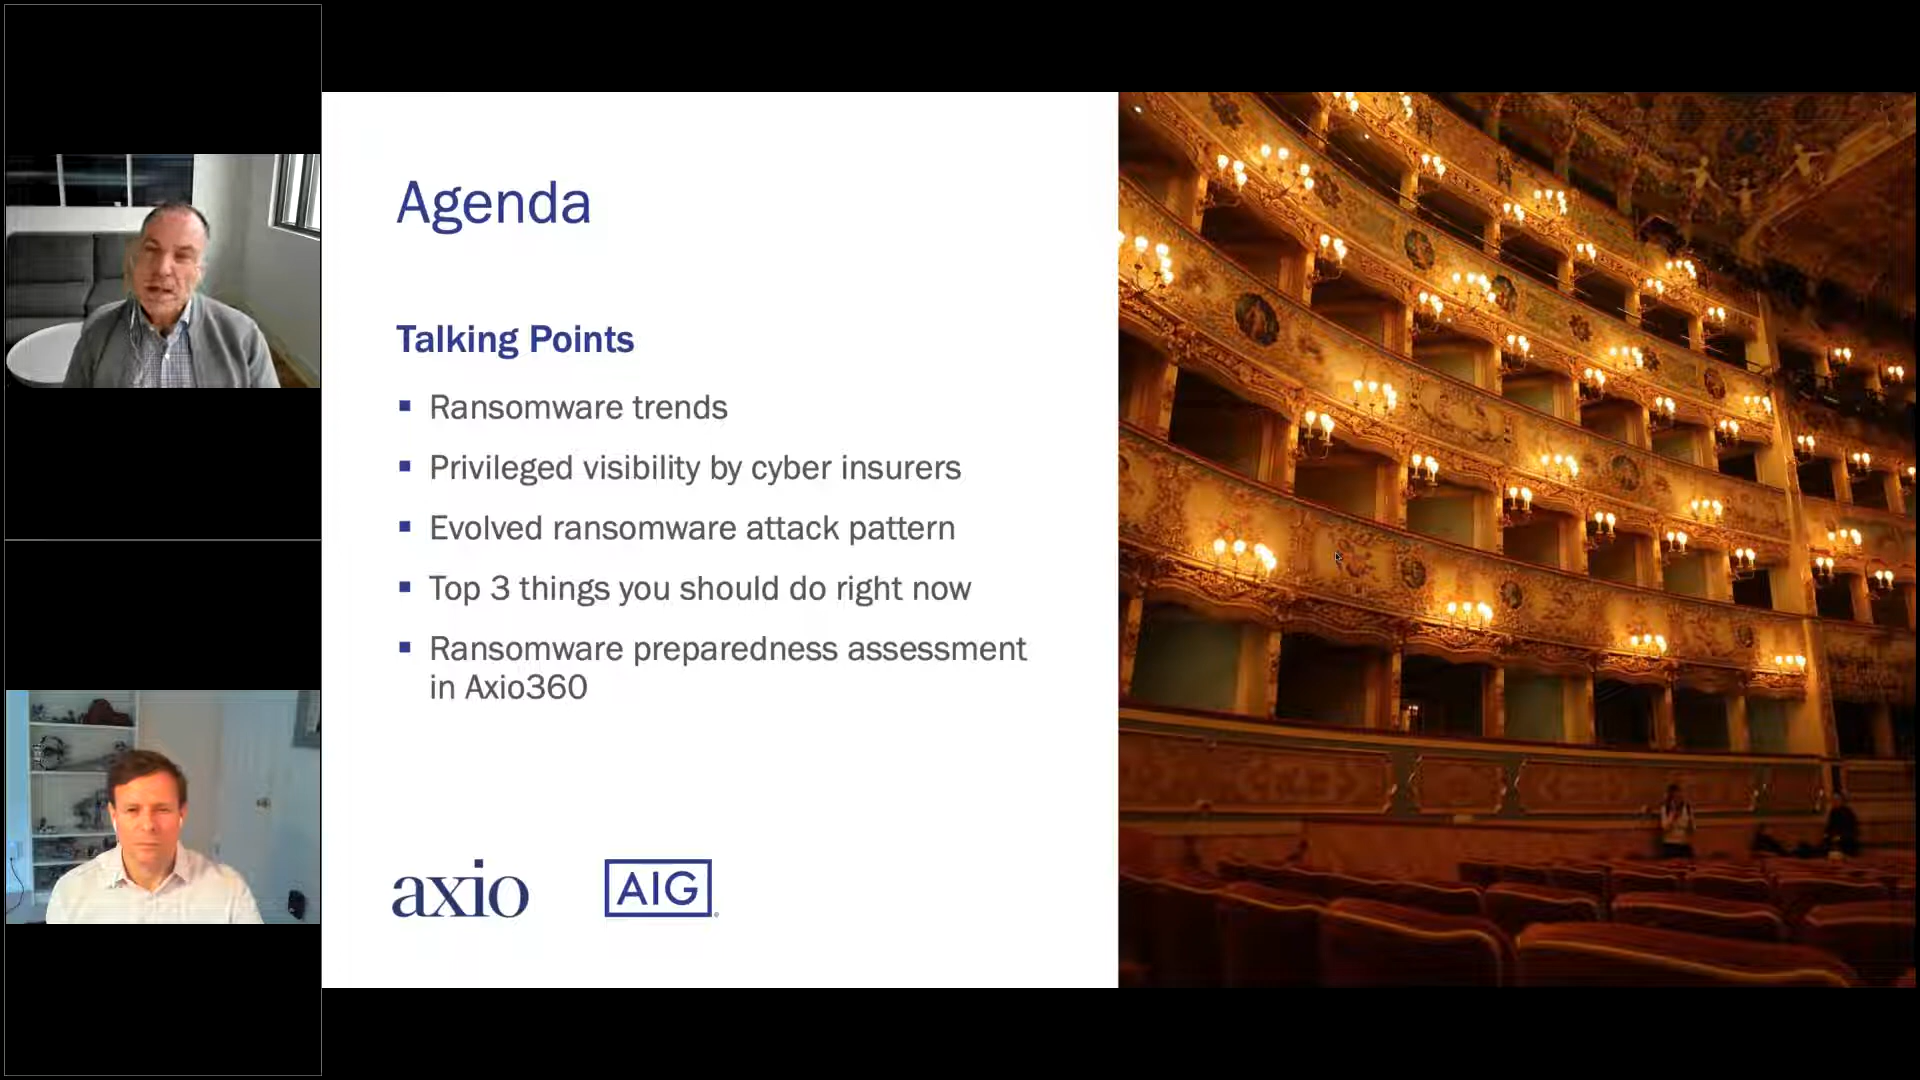 Agenda
Talking Points
Ransomware trends
Privileged visibility by cyber insurers
Evolved ransomware attack pattern
Top 3 things you should do right now
Ransomware preparedness assessment
in Axio360
axio
AIG